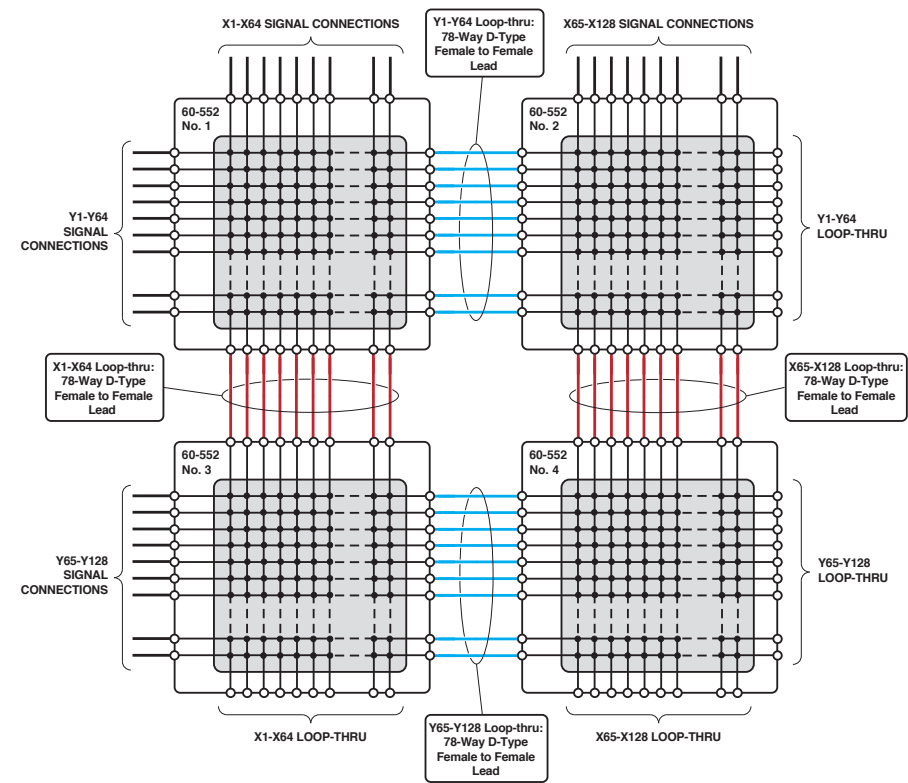 X1-X64 SIGNAL CONNECTIONS
Y1-Y64 Loop-thru:
78-Way D-Type
Female to Female
Lead
X65-X128 SIGNAL CONNECTIONS
60-552
No. 1
60-552
No. 2
Y1-Y64
SIGNAL
CONNECTIONS
Y1-Y64
LOOP-THRU
X1-X64 Loop-thru:
78-Way D-Type
Female to Female
Lead
X65-X128 Loop-thru:
78-Way D-Type
Female to Female
Lead
60-552
No. 3
60-552
No. 4
Y65-Y128
SIGNAL
CONNECTIONS
Y65-Y128
LOOP-THRU
X1-X64 LOOP-THRU
Y65-Y128 Loop-thru:
78-Way D-Type
Female to Female
Lead
X65-X128 LOOP-THRU